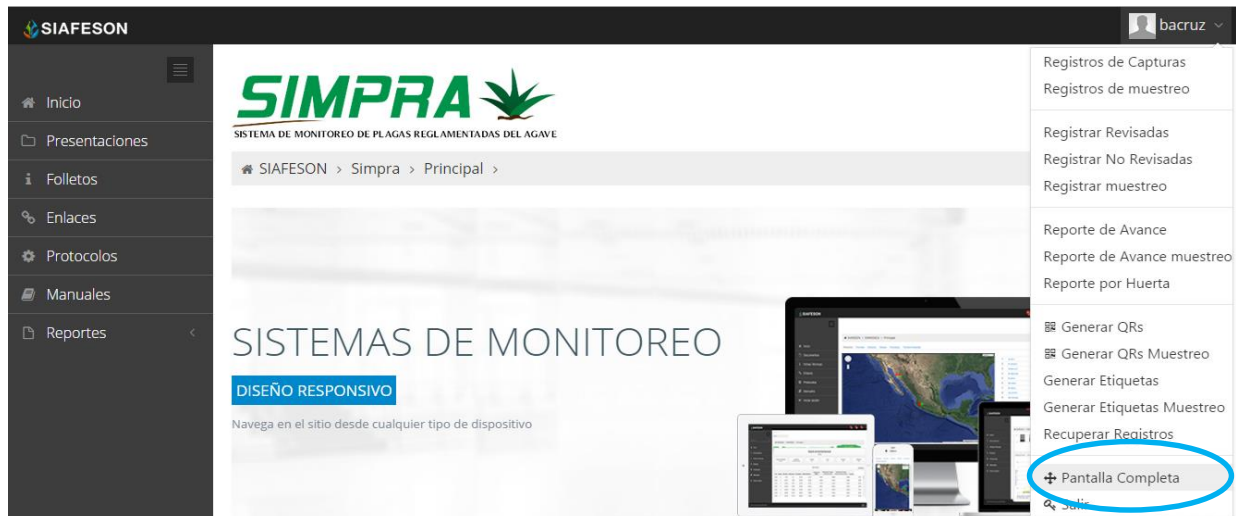 SIAFESON
bacruz
Inicio
Presentaciones
Folletos
Enlaces
Protocolos
Manuales
Reportes
SIMPRA
SISTEMA DE MONITOREO DE PLAGAS REGLAMENTADAS DEL AGAVE
SIAFESON > Simpra > Principal >
SISTEMAS DE MONITOREO
DISEÑO RESPONSIVO
Navega en el sitio desde cualquier tipo de dispositivo
Registros de Capturas
Registros de muestreo
Registrar Revisadas
Registrar No Revisadas
Registrar muestreo
Reporte de Avance
Reporte de Avance muestreo
Reporte por Huerta
Generar QRs
Generar QRs Muestreo
Generar Etiquetas
Generar Etiquetas Muestreo
Recuperar Registros
Pantalla Completa
Salir